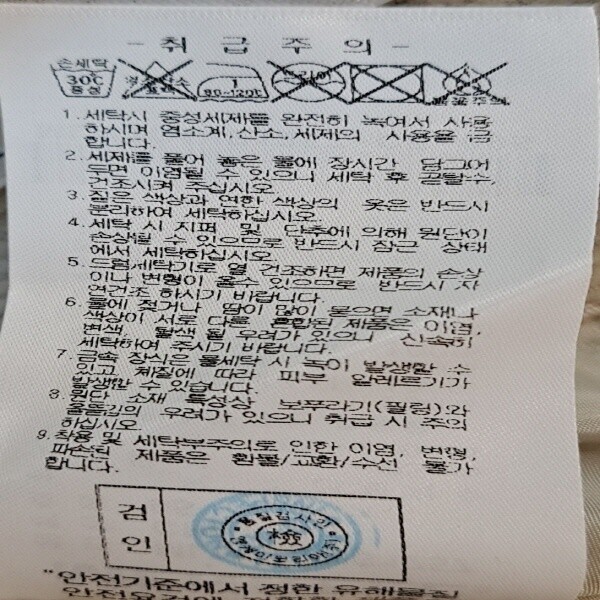 - 취급주의 -
손세탁
30℃
중성
80~120℃
드라이
화기주의
1. 세탁시 중성세제를 완전히 녹여서 사용
하시며 염소계,산소,세제의 사용을 금
합니다.
2. 세제를 풀어 놓은 물에 장시간 담그어
두면 이염될 수 있으니 세탁 후 곧탈수,
건조시켜 주십시오.
3. 짙은 색상과 연한 색상의 옷은 반드시
분리하여 세탁하십시오.
4. 세탁 시 지퍼 및 단추에 의해 원단이
손상될 수 있으므로 반드시 잠근 상태
에서 세탁하십시오.
5. 드럼세탁기로 열 건조하면 제품의 손상
이나 변형이 올수 있으므로 반드시 자
연건조 하시기 바랍니다.
6. 물에 젖거나 땀이 많이 묻으면 소재나
색상이 서로 다른 혼합된 제품은 이염,
변색, 탈색 될 우려가 있으니 신속히
세탁하여 주시기 바랍니다.
7. 금속 장식은 물세탁 시 녹이 발생할 수
있고 체질에 따라 피부 알레르기가
발생할 수 있습니다.
8. 원단 소재 특성상 보푸라기(필링)와
올뜯김의 우려가 있으니 취급 시 주의
하십시오.
9. 착용 및 세탁부주의로 인한 이염, 변형,
파손된 제품은 환불/교환/수선 불가
합니다.
검인
품질검사인
檢
"안전기준에서 정한 유해물질